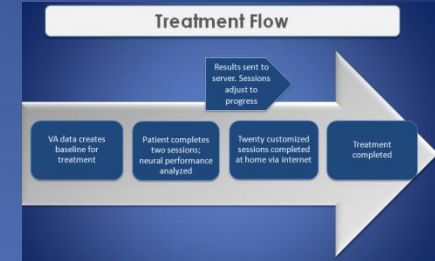 Treatment Flow
Results sent to
server. Sessions
adjust to
progress
VA data creates
baseline for
treatment
Patient completes
two sessions;
neural performance
analyzed
Twenty customized
sessions completed
at home via internet
Treatment
completed